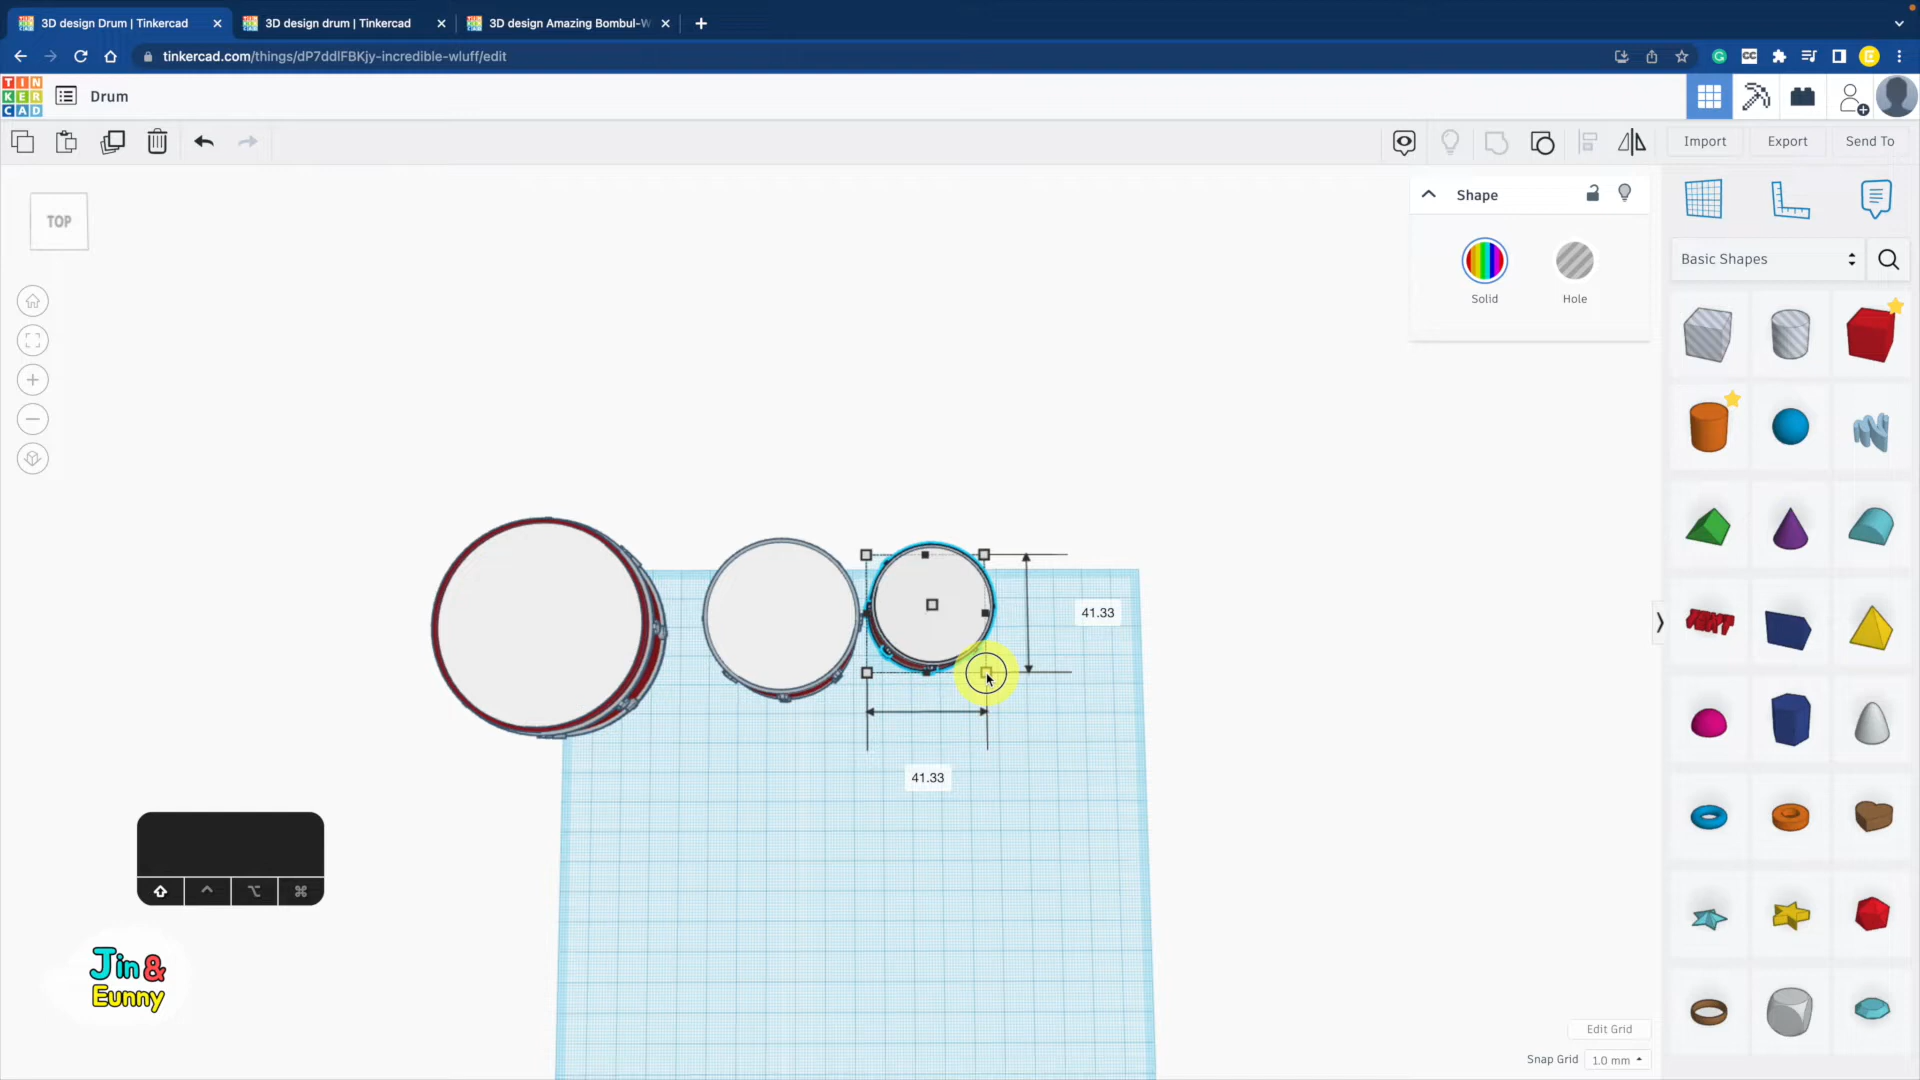 3D design Drum | Tinkercad
3D design drum | Tinkercad
3D design Amazing Bombul-W
tinkercad.com/things/dP7ddlFBKjy-incredible-wluff/edit
TIN
KER
CAD
Drum
Import
Export
Send To
TOP
Shape
Solid
Hole
Basic Shapes
TEXT
41.33
41.33
Jin &
Eunny
Edit Grid
Snap Grid
1.0 mm